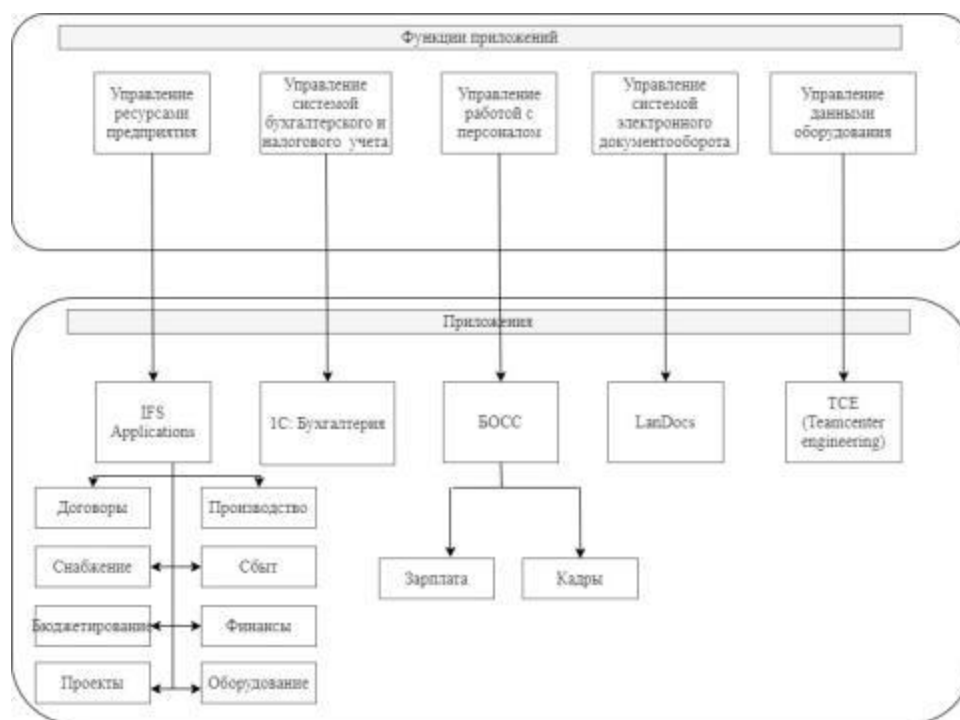 Функции приложений
Управление
ресурсами
предприятия
Управление
системой
бухгалтерского и
налогового учета
Управление
работой с
персоналом
Управление
системой
электронного
документооборота
Управление
данными
оборудования
Приложения
IFS
Applications
1С: Бухгалтерия
БОСС
LanDocs
TCE
(Teamcenter
engineering)
Договоры
Производство
Снабжение
Сбыт
Зарплата
Кадры
Бюджетирование
Финансы
Проекты
Оборудование